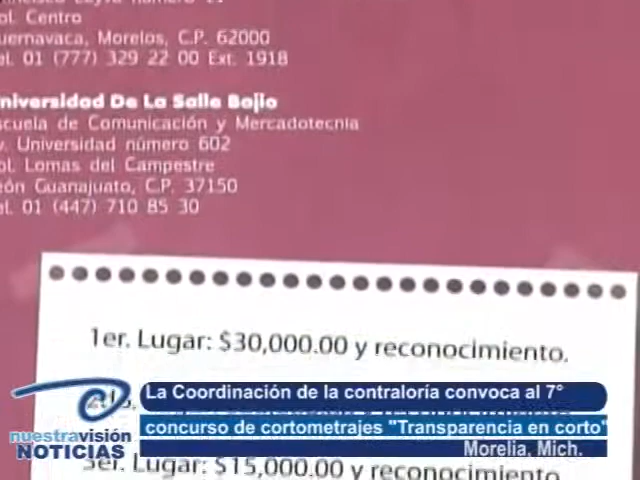 ol. Centro
uernavaca, Morelos, C.P. 62000
el. 01 (777) 329 22 00 Ext. 1918
niversidad De La Salle Bajío
scuela de Comunicación y Mercadotecnia
v. Universidad número 602
ol. Lomas del Campestre
eón Guanajuato, C.P. 37150
el. 01 (447) 710 85 30
1er. Lugar: $30,000.00 y reconocimiento.
La Coordinación de la contraloría convoca al 7°
concurso de cortometrajes "Transparencia en corto"
Morelia, Mich.
nuestravisión
NOTICIAS
3er. Lugar: $15,000.00 y reconocimiento